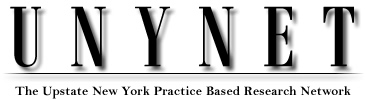 UNYNET
The Upstate New York Practice Based Research Network